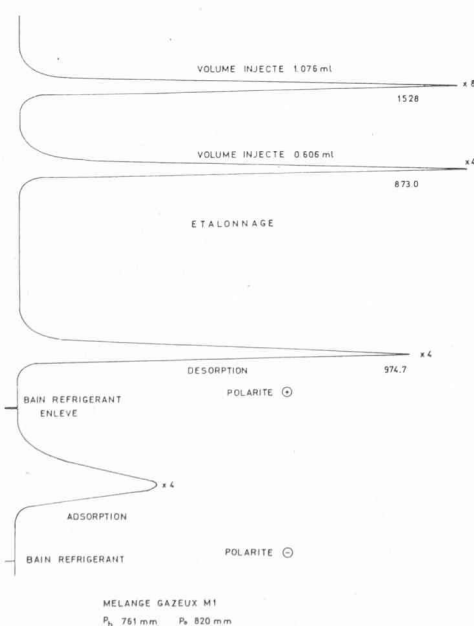 VOLUME INJECTE 1.076 ml
x 8
1528
VOLUME INJECTE 0.606 ml
x 4
873.0
ETALONNAGE
x 4
DESORPTION 974.7
BAIN REFRIGERANT
ENLEVE
POLARITE ⊕
x 4
ADSORPTION
BAIN REFRIGERANT
POLARITE ⊖
MELANGE GAZEUX M1
761 mm 820 mm